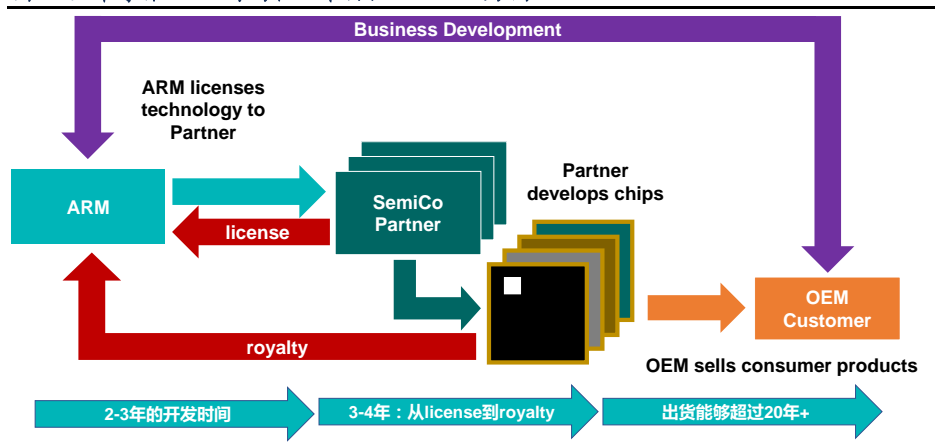 Business Development
ARM licenses
technology to
Partner
Partner
develops chips
ARM
SemiCo
Partner
license
OEM
Customer
royalty
OEM sells consumer products
2-3年的开发时间
3-4年：从license到royalty
出货能够超过20年+